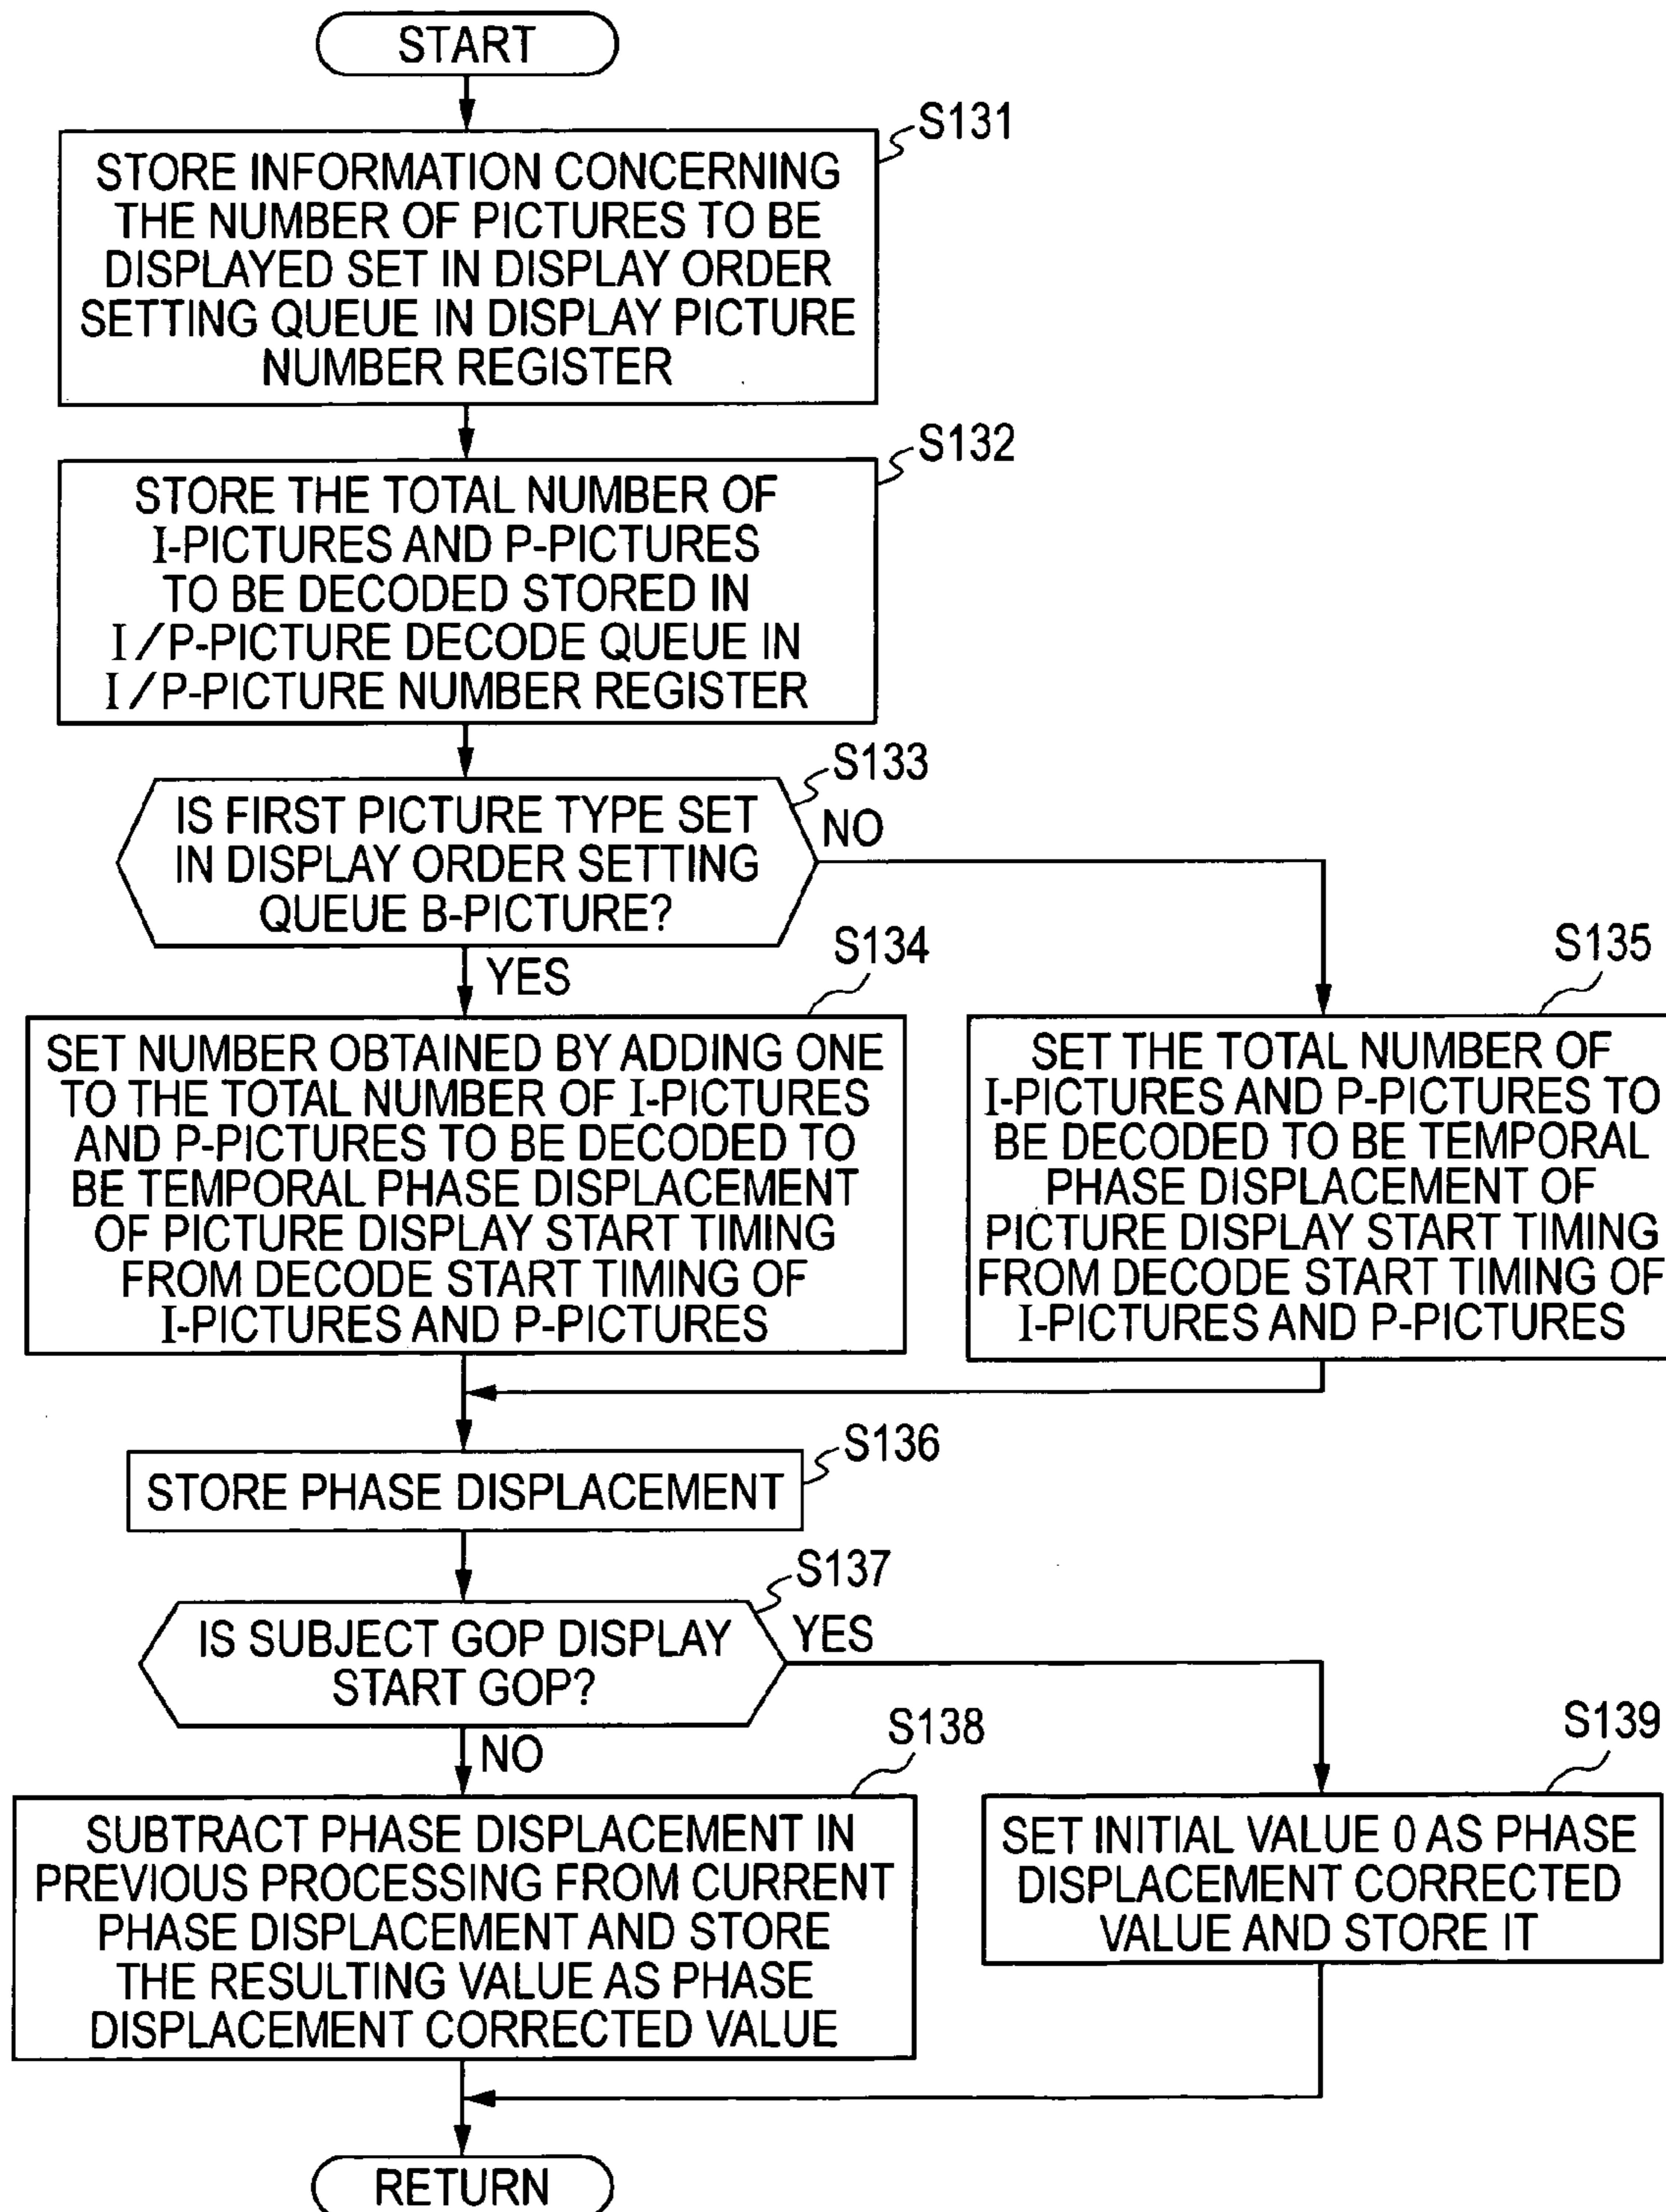 START
S131
STORE INFORMATION CONCERNING
THE NUMBER OF PICTURES TO BE
DISPLAYED SET IN DISPLAY ORDER
SETTING QUEUE IN DISPLAY PICTURE
NUMBER REGISTER
S132
STORE THE TOTAL NUMBER OF
I-PICTURES AND P-PICTURES
TO BE DECODED STORED IN
I/P-PICTURE DECODE QUEUE IN
I/P-PICTURE NUMBER REGISTER
S133
IS FIRST PICTURE TYPE SET
IN DISPLAY ORDER SETTING
QUEUE B-PICTURE?
NO
YES
S134
SET NUMBER OBTAINED BY ADDING ONE
TO THE TOTAL NUMBER OF I-PICTURES
AND P-PICTURES TO BE DECODED TO
BE TEMPORAL PHASE DISPLACEMENT
OF PICTURE DISPLAY START TIMING
FROM DECODE START TIMING OF
I-PICTURES AND P-PICTURES
S135
SET THE TOTAL NUMBER OF
I-PICTURES AND P-PICTURES TO
BE DECODED TO BE TEMPORAL
PHASE DISPLACEMENT OF
PICTURE DISPLAY START TIMING
FROM DECODE START TIMING OF
I-PICTURES AND P-PICTURES
S136
STORE PHASE DISPLACEMENT
S137
IS SUBJECT GOP DISPLAY
START GOP?
YES
NO
S138
SUBTRACT PHASE DISPLACEMENT IN
PREVIOUS PROCESSING FROM CURRENT
PHASE DISPLACEMENT AND STORE
THE RESULTING VALUE AS PHASE
DISPLACEMENT CORRECTED VALUE
S139
SET INITIAL VALUE 0 AS PHASE
DISPLACEMENT CORRECTED
VALUE AND STORE IT
RETURN